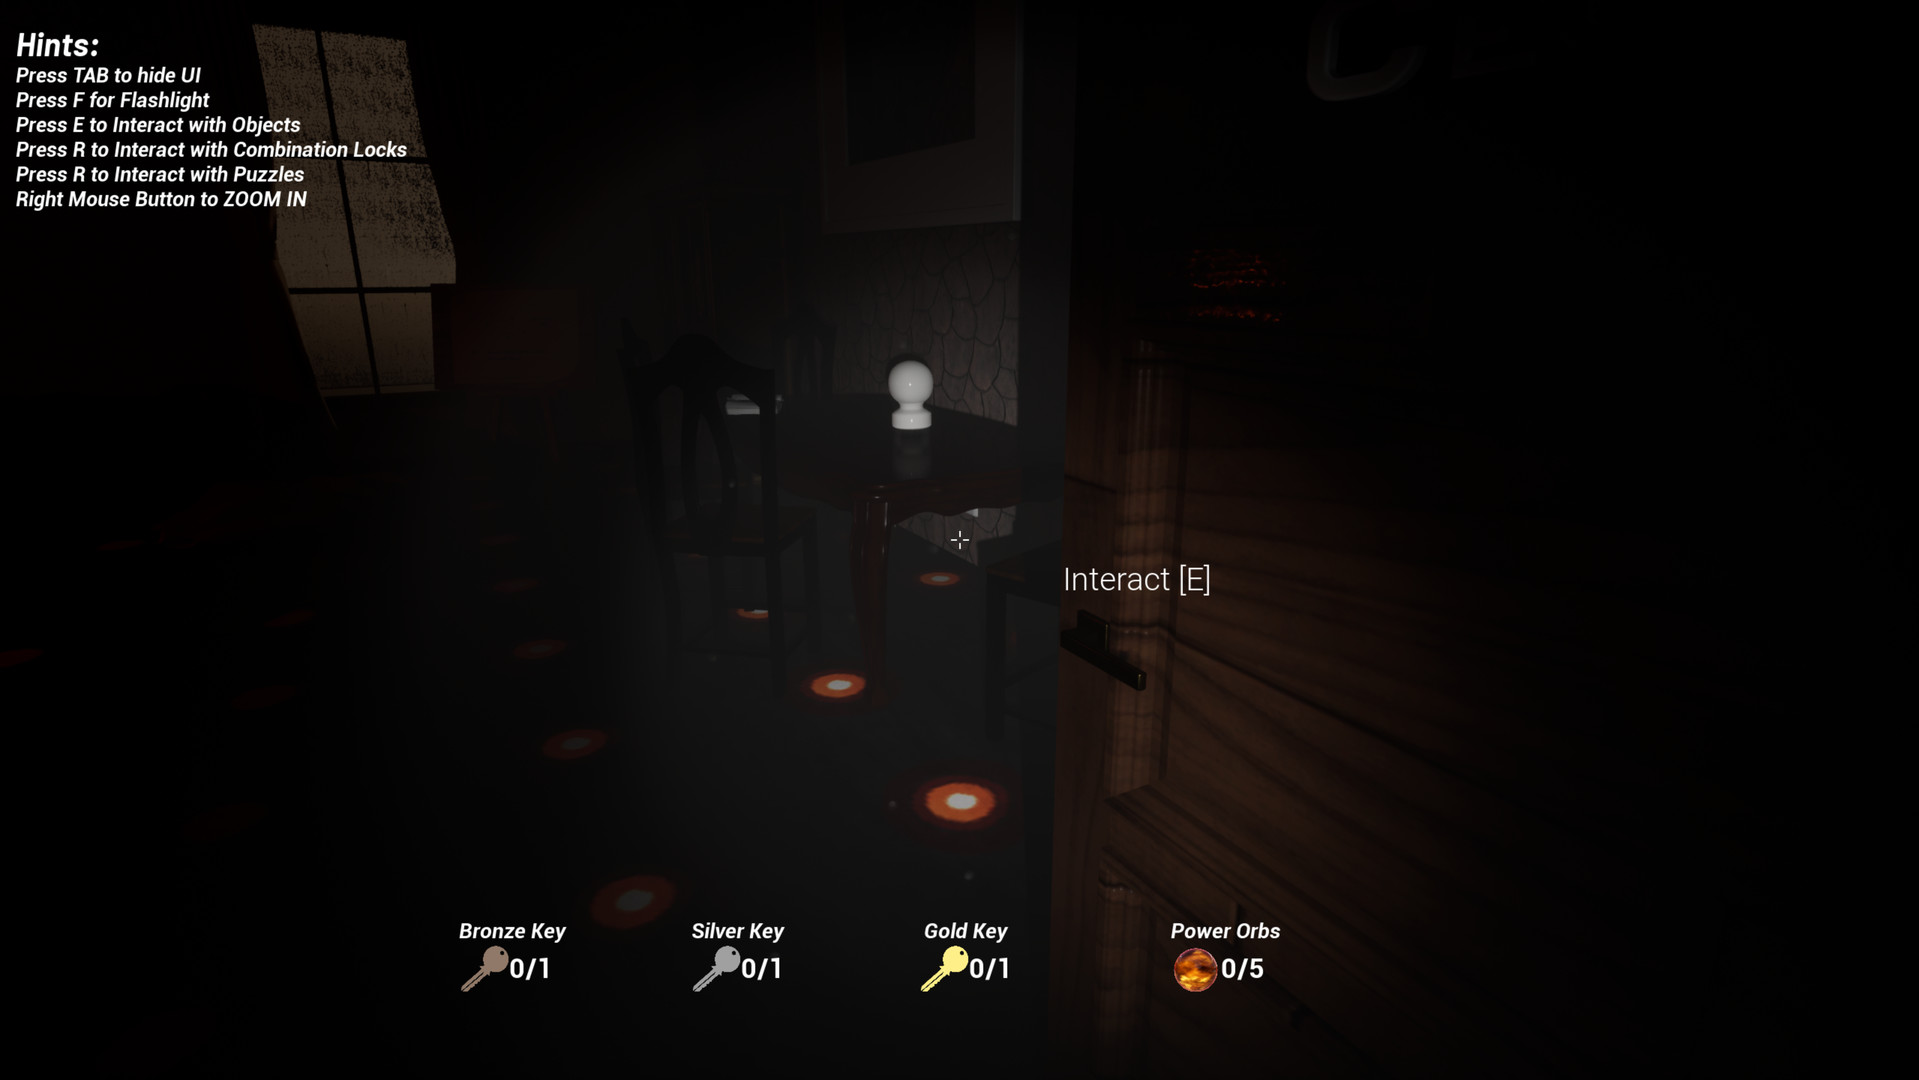 Hints:
Press TAB to hide UI
Press F for Flashlight
Press E to Interact with Objects
Press R to Interact with Combination Locks
Press R to Interact with Puzzles
Right Mouse Button to ZOOM IN
Interact [E]
Bronze Key
0/1
Silver Key
0/1
Gold Key
0/1
Power Orbs
0/5